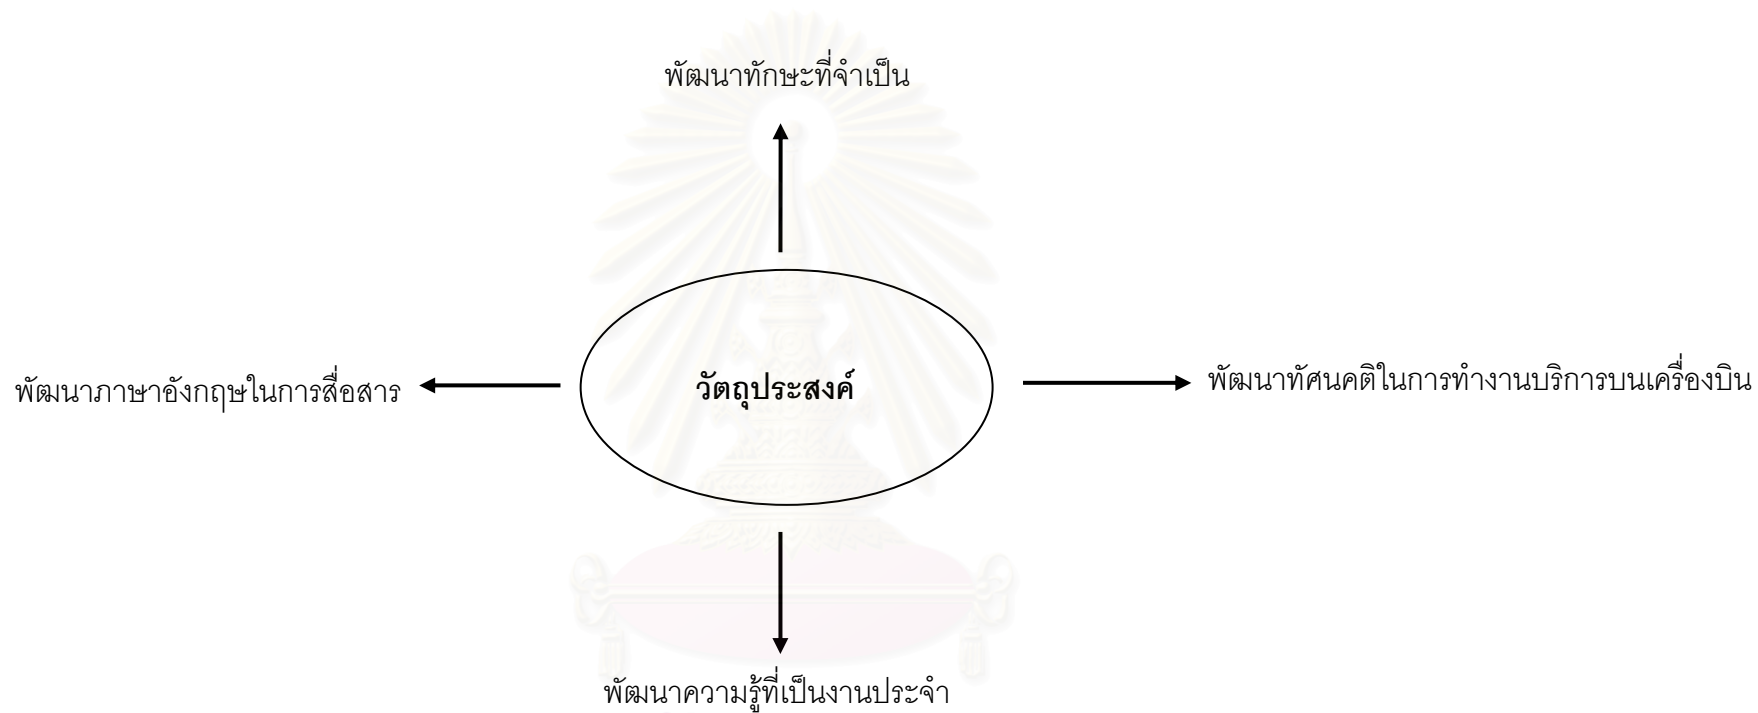 พัฒนาทักษะที่จำเป็น
พัฒนาภาษาอังกฤษในการสื่อสาร
วัตถุประสงค์
พัฒนาทัศนคติในการทำงานบริการบนเครื่องบิน
พัฒนาความรู้ที่เป็นงานประจำ